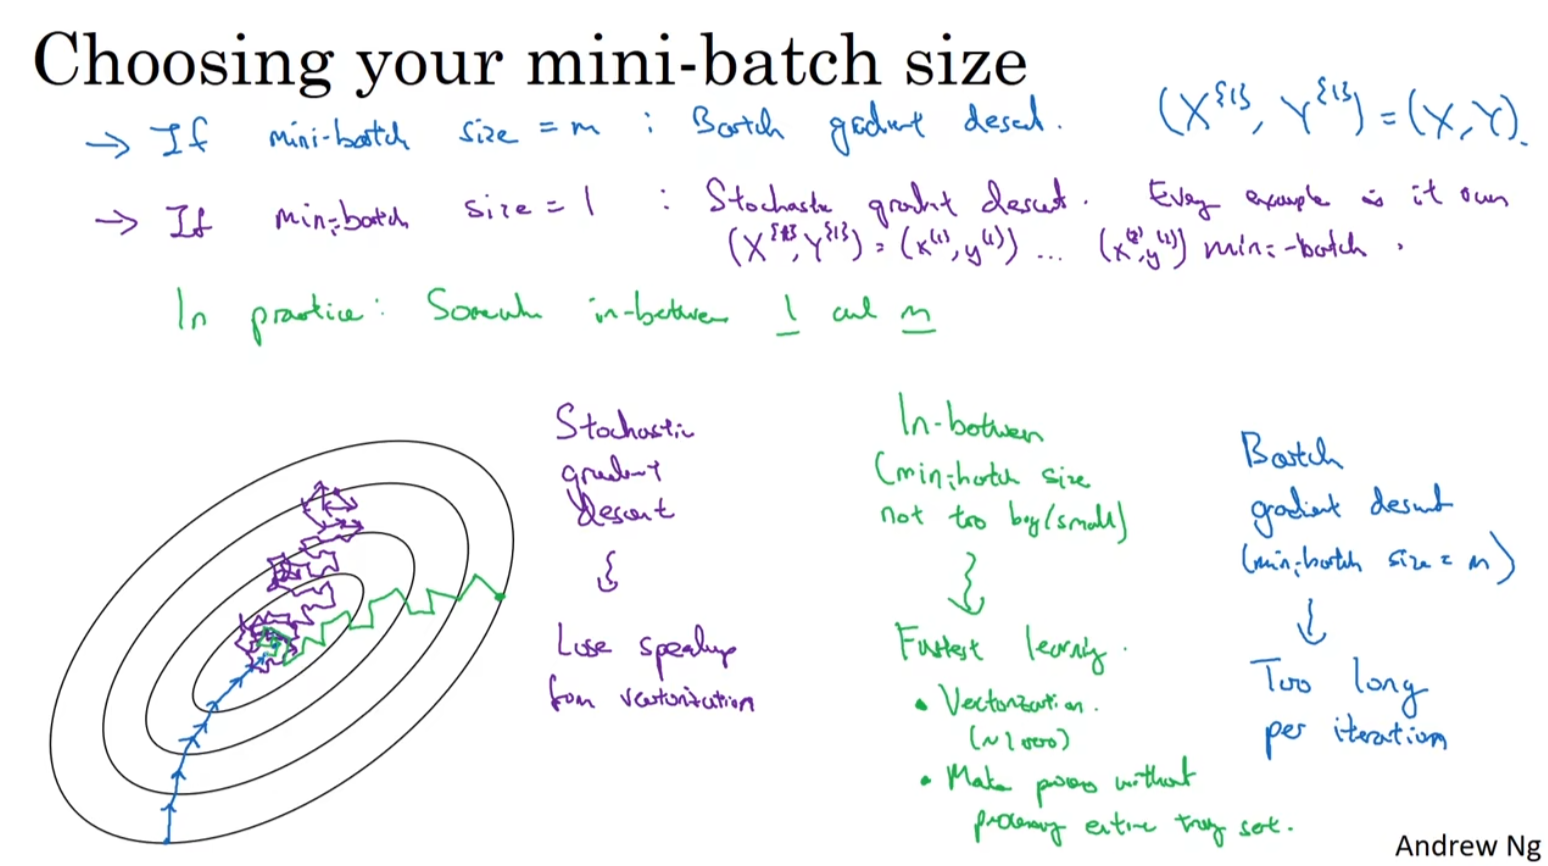 Choosing your mini-batch size
→ If mini-batch size = m : Batch gradient descent. (X^{1}, Y^{1}) = (X, Y).
→ If mini-batch size = 1 : Stochastic gradient descent. Every example is it own
(X^{1}, Y^{1}) = (x^(1), y^(1)) ... (x^(2), y^(2)) mini-batch.
In practice: Somewhere in-between 1 and m
Stochastic
gradient
descent
Lose speedup
from vectorization
In-between
(mini-batch size
not too big/small)
Fastest learning.
• Vectorization.
(~1000)
• Make progress without
processing entire training set.
Batch
gradient descent
(mini-batch size = m)
Too long
per iteration
Andrew Ng